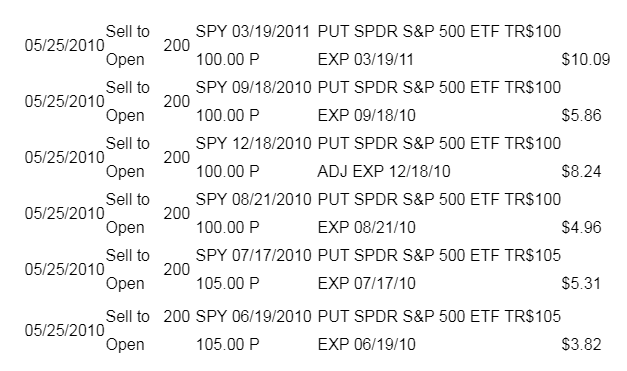 05/25/2010 Sell to Open 200 SPY 03/19/2011 100.00 P PUT SPDR S&P 500 ETF TR$100 EXP 03/19/11 $10.09
05/25/2010 Sell to Open 200 SPY 09/18/2010 100.00 P PUT SPDR S&P 500 ETF TR$100 EXP 09/18/10 $5.86
05/25/2010 Sell to Open 200 SPY 12/18/2010 100.00 P PUT SPDR S&P 500 ETF TR$100 ADJ EXP 12/18/10 $8.24
05/25/2010 Sell to Open 200 SPY 08/21/2010 100.00 P PUT SPDR S&P 500 ETF TR$100 EXP 08/21/10 $4.96
05/25/2010 Sell to Open 200 SPY 07/17/2010 105.00 P PUT SPDR S&P 500 ETF TR$105 EXP 07/17/10 $5.31
05/25/2010 Sell to Open 200 SPY 06/19/2010 105.00 P PUT SPDR S&P 500 ETF TR$105 EXP 06/19/10 $3.82